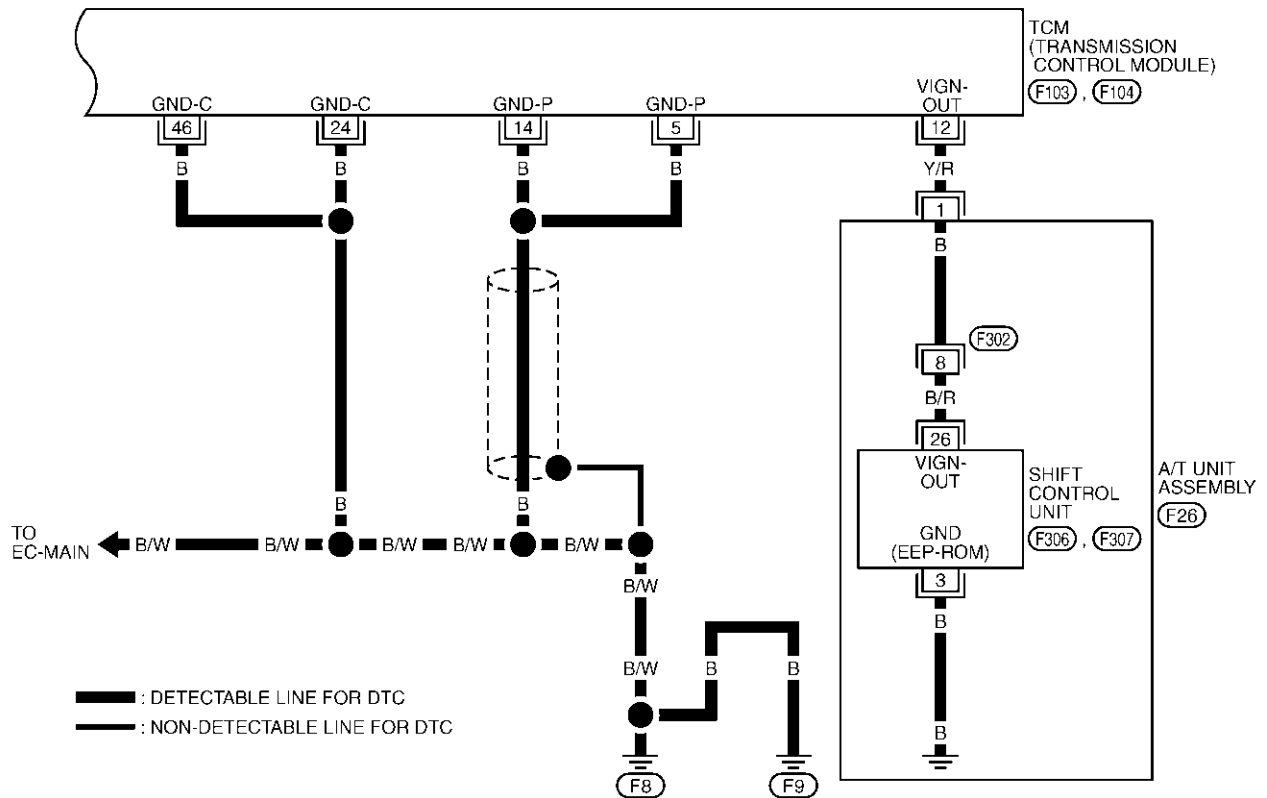 TCM
(TRANSMISSION
CONTROL MODULE)
F103 , F104
GND-C GND-C GND-P GND-P VIGN-
OUT
46 24 14 5 12
B B B B Y/R
1
B
F302
8
B/R
26
VIGN-
OUT
SHIFT
CONTROL
UNIT
F306 , F307
A/T UNIT
ASSEMBLY
F26
GND
(EEP-ROM)
3
B
B
B B
TO
EC-MAIN
B/W B/W B/W B/W B/W
B/W
B/W B B
: DETECTABLE LINE FOR DTC
: NON-DETECTABLE LINE FOR DTC
F8 F9